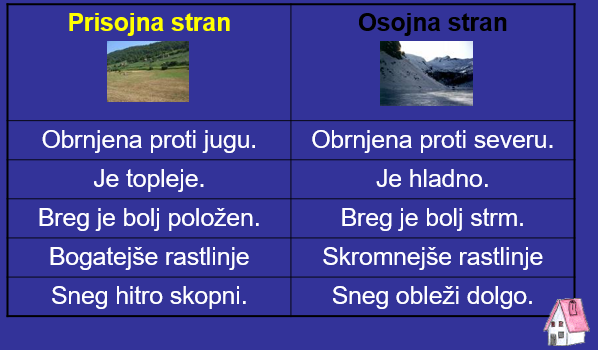 Prisojna stran
Osojna stran
Obrnjena proti jugu.
Obrnjena proti severu.
Je topleje.
Je hladno.
Breg je bolj položen.
Breg je bolj strm.
Bogatejše rastlinje
Skromnejše rastlinje
Sneg hitro skopni.
Sneg obleži dolgo.